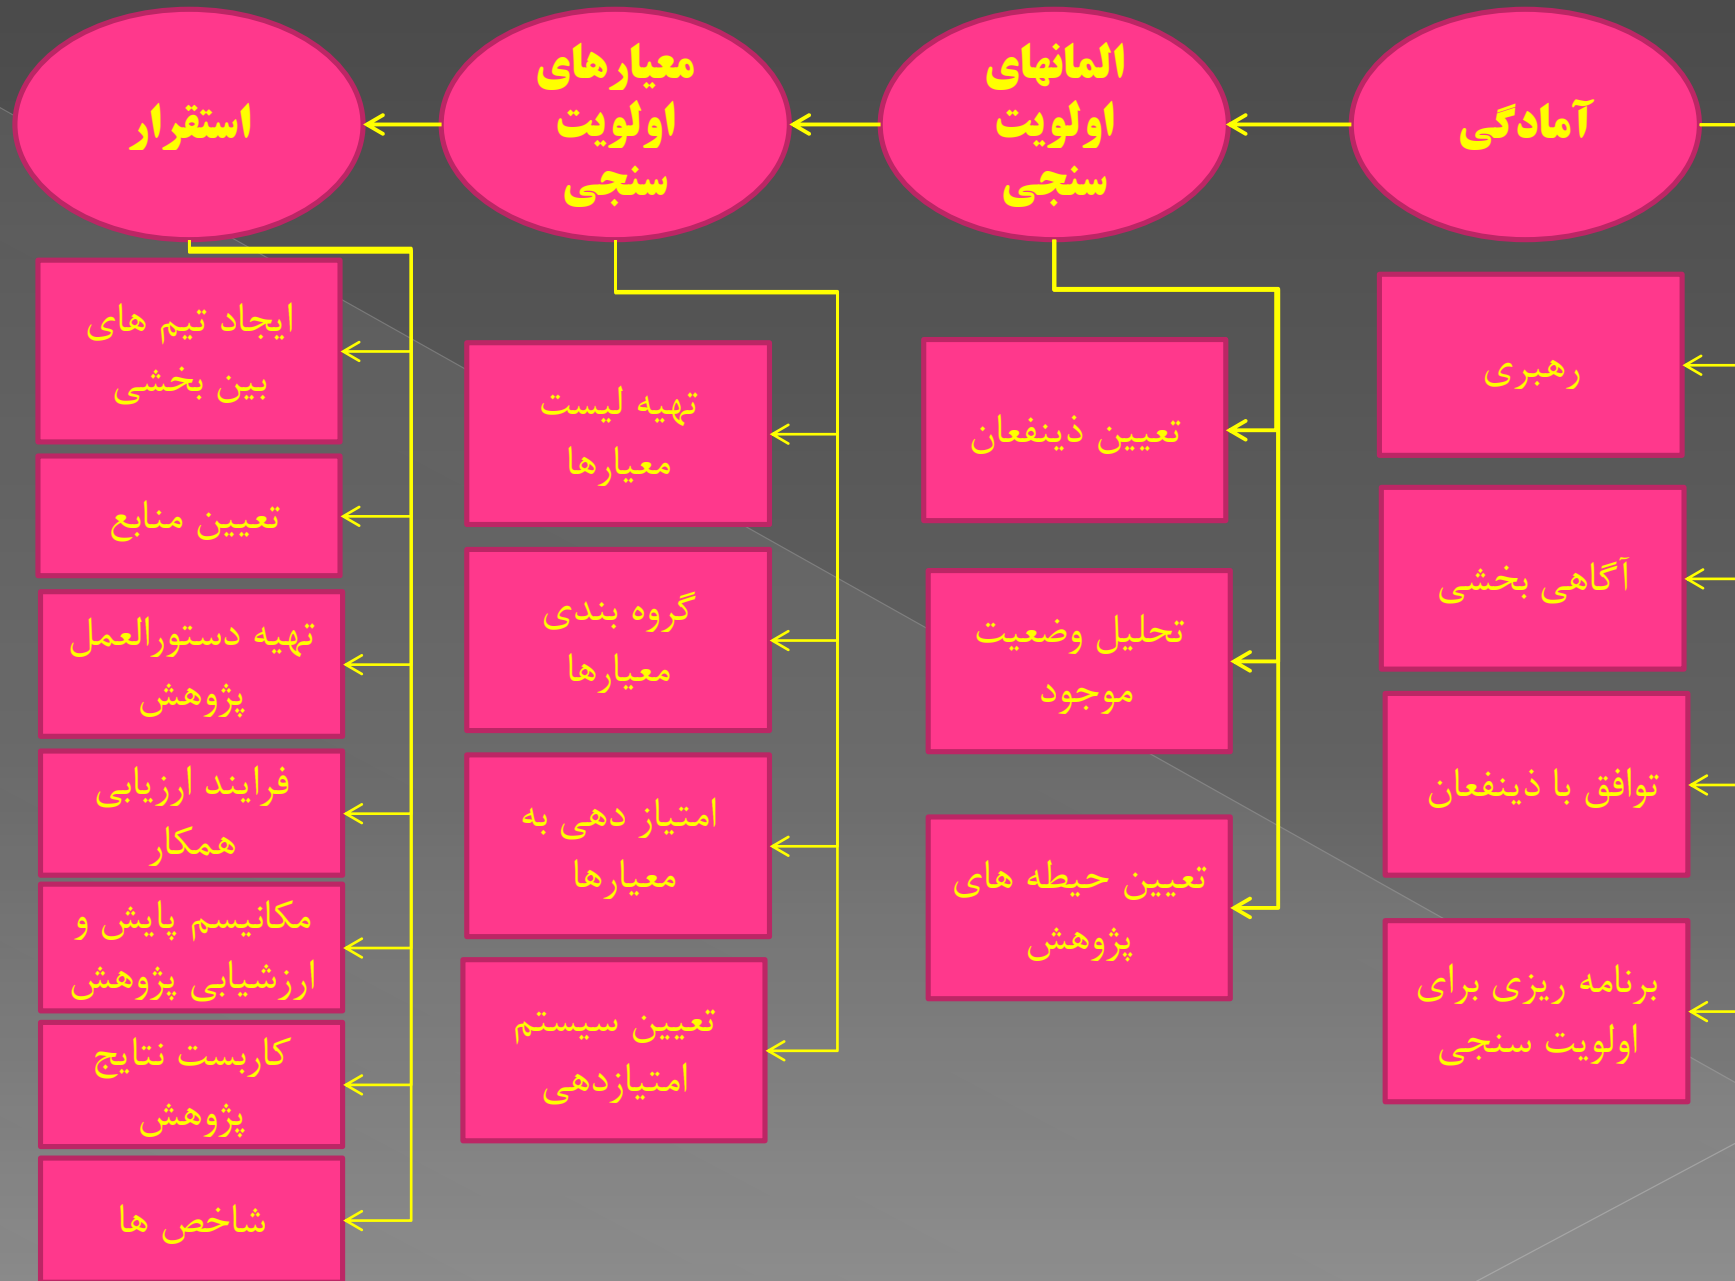 آمادگی
رهبری
آگاهی بخشی
توافق با ذینفعان
برنامه ریزی برای
اولویت سنجی
المانهای
اولویت
سنجی
تعیین ذینفعان
تحلیل وضعیت
موجود
تعیین حیطه های
پژوهش
معیارهای
اولویت
سنجی
تهیه لیست
معیارها
گروه بندی
معیارها
امتیاز دهی به
معیارها
تعیین سیستم
امتیازدهی
استقرار
ایجاد تیم های
بین بخشی
تعیین منابع
تهیه دستورالعمل
پژوهش
فرایند ارزیابی
همکار
مکانیسم پایش و
ارزشیابی پژوهش
کاربست نتایج
پژوهش
شاخص ها